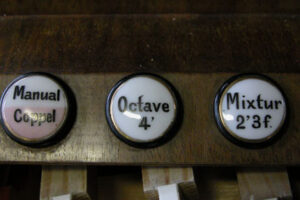 Manual
Coppel
Octave
4'
Mixtur
2'3f.